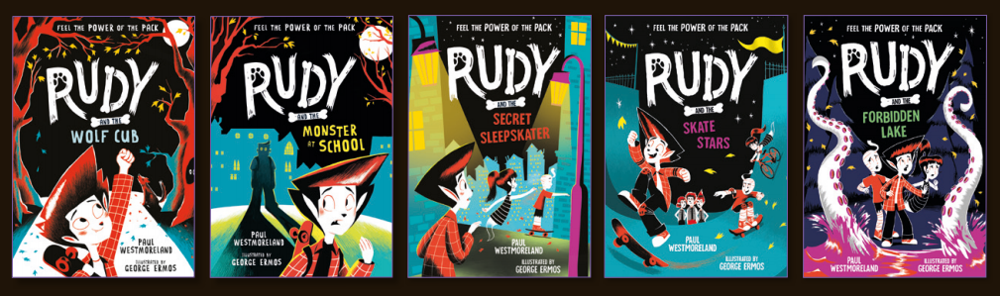 FEEL THE POWER OF THE PACK
RUDY
AND THE
WOLF CUB
PAUL
WESTMORELAND
ILLUSTRATED BY
GEORGE ERMOS
FEEL THE POWER OF THE PACK
RUDY
AND THE
MONSTER
AT SCHOOL
PAUL
WESTMORELAND
ILLUSTRATED BY
GEORGE ERMOS
FEEL THE POWER OF THE PACK
RUDY
AND THE
SECRET
SLEEPSKATER
PAUL
WESTMORELAND
ILLUSTRATED BY
GEORGE ERMOS
FEEL THE POWER OF THE PACK
RUDY
AND THE
SKATE
STARS
PAUL
WESTMORELAND
ILLUSTRATED BY
GEORGE ERMOS
FEEL THE POWER OF THE PACK
RUDY
AND THE
FORBIDDEN
LAKE
PAUL
WESTMORELAND
ILLUSTRATED BY
GEORGE ERMOS